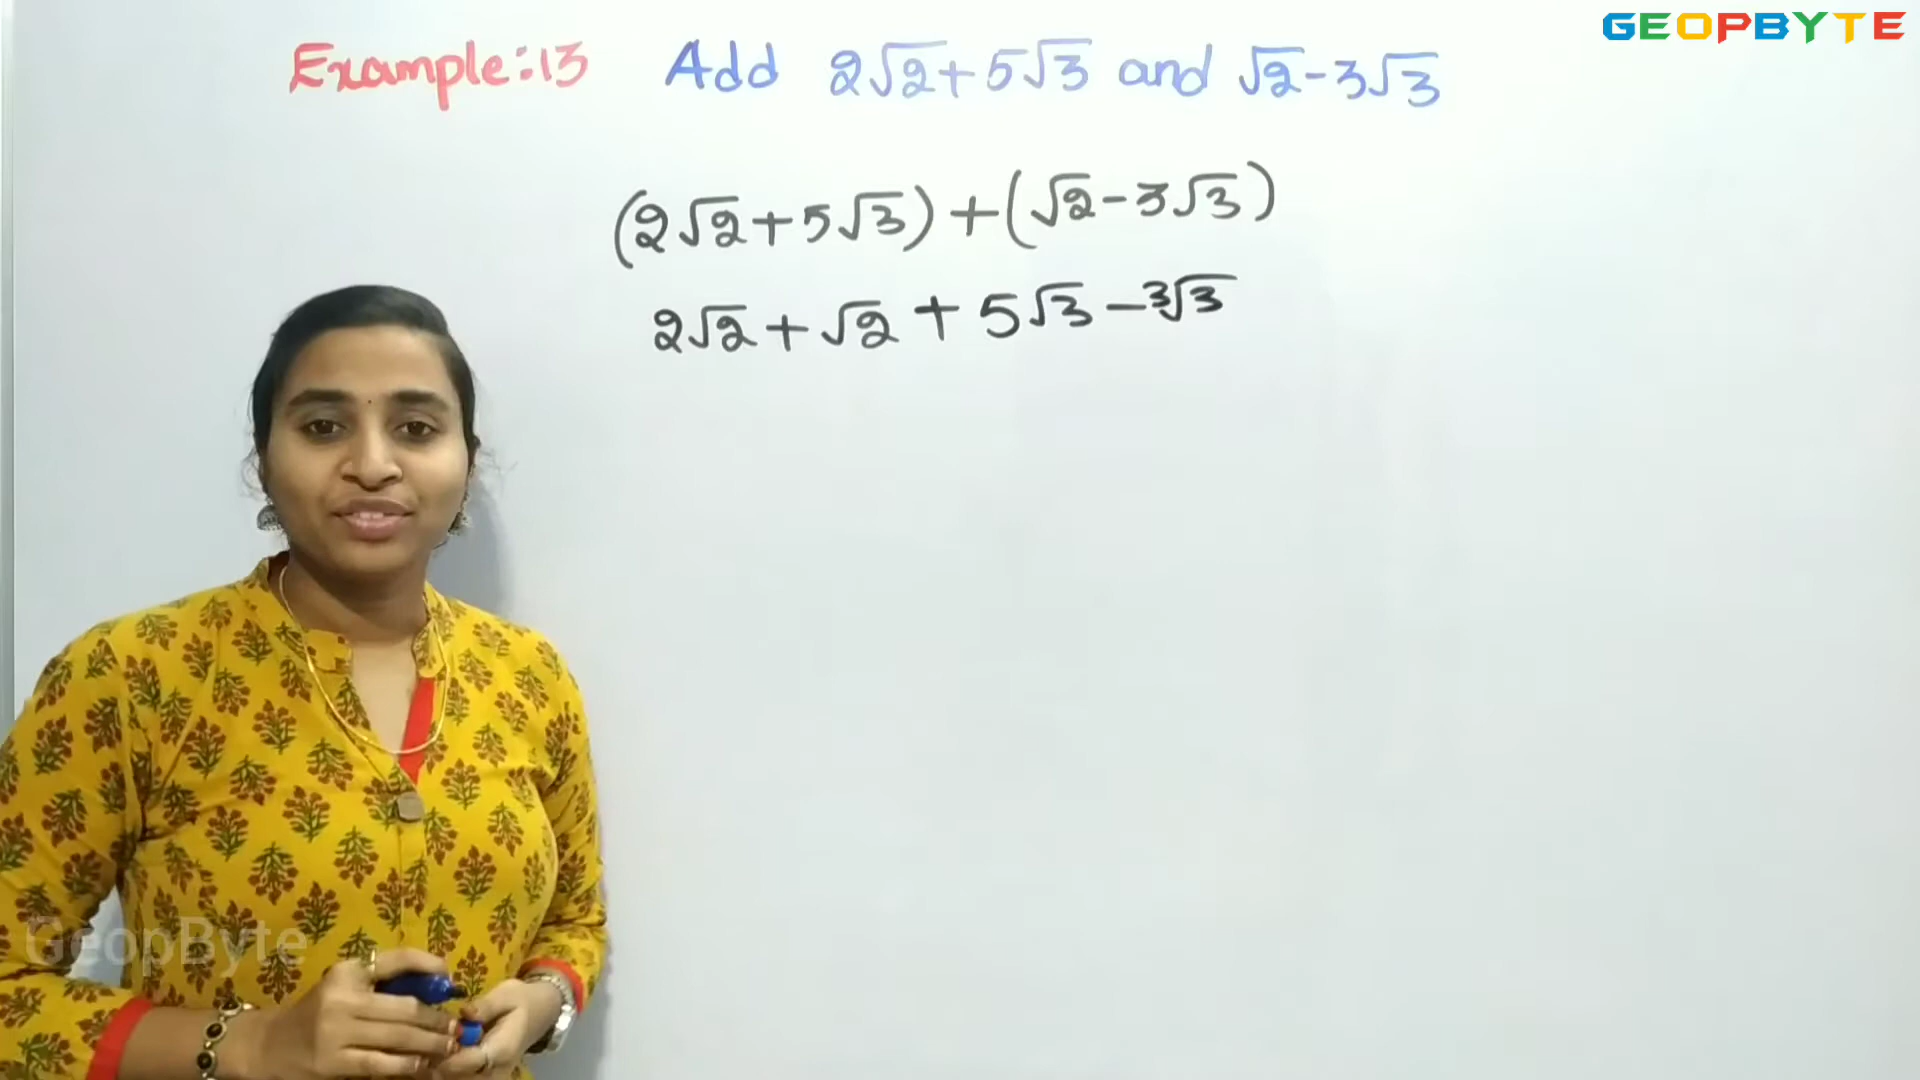 GEOPBYTE
Example:13 Add 2√2+5√3 and √2-3√3
(2√2+5√3)+(√2-3√3)
2√2+√2+5√3-3√3
GeopByte